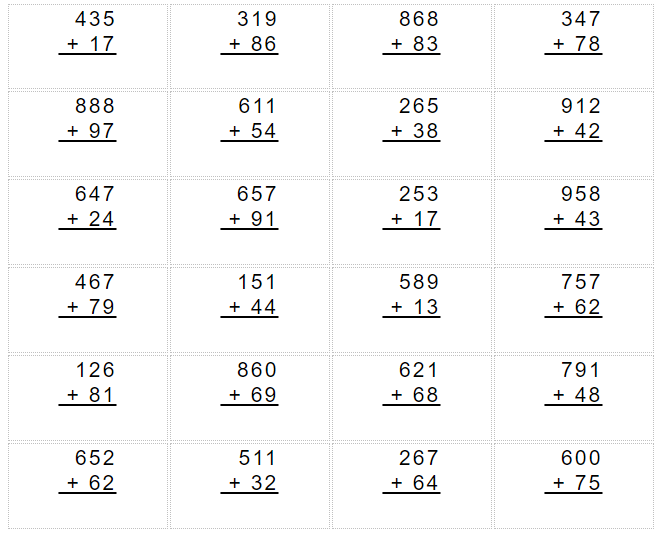 435 319 868 347
+ 17 + 86 + 83 + 78
888 611 265 912
+ 97 + 54 + 38 + 42
647 657 253 958
+ 24 + 91 + 17 + 43
467 151 589 757
+ 79 + 44 + 13 + 62
126 860 621 791
+ 81 + 69 + 68 + 48
652 511 267 600
+ 62 + 32 + 64 + 75